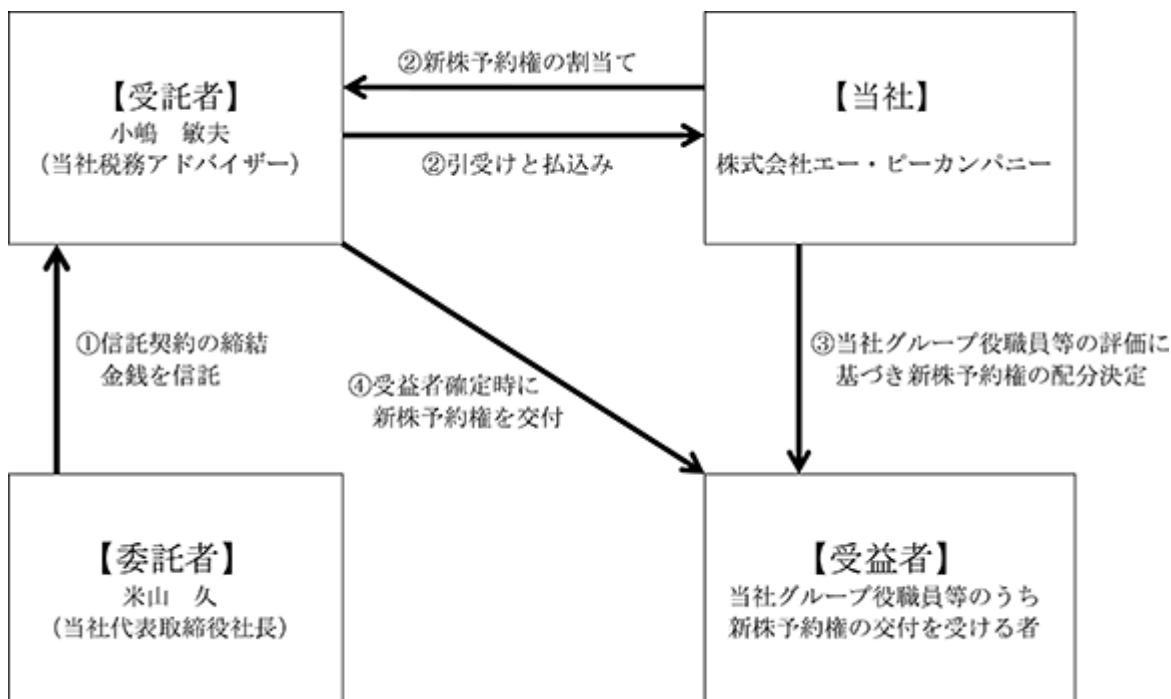 ②新株予約権の割当て
【受託者】
小嶋　敏夫
（当社税務アドバイザー）
【当社】
株式会社エー・ピーカンパニー
②引受けと払込み
①信託契約の締結
金銭を信託
④受益者確定時に
新株予約権を交付
③当社グループ役職員等の評価に
基づき新株予約権の配分決定
【委託者】
米山　久
（当社代表取締役社長）
【受益者】
当社グループ役職員等のうち
新株予約権の交付を受ける者